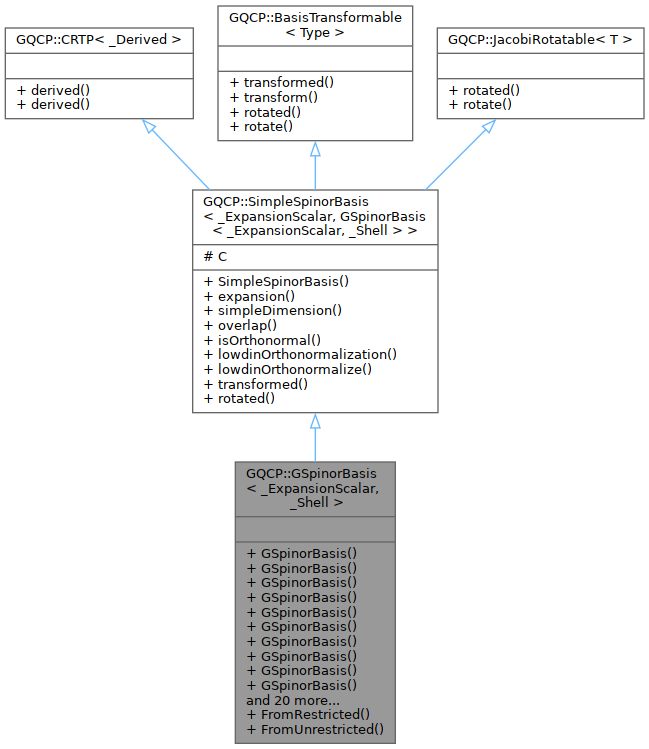 GQCP::CRTP< _Derived >
+ derived()
+ derived()
GQCP::BasisTransformable
< Type >
+ transformed()
+ transform()
+ rotated()
+ rotate()
GQCP::JacobiRotatable< T >
+ rotated()
+ rotate()
GQCP::SimpleSpinorBasis
< _ExpansionScalar, GSpinorBasis
< _ExpansionScalar, _Shell > >
# C
+ SimpleSpinorBasis()
+ expansion()
+ simpleDimension()
+ overlap()
+ isOrthonormal()
+ lowdinOrthonormalization()
+ lowdinOrthonormalize()
+ transformed()
+ rotated()
GQCP::GSpinorBasis
< _ExpansionScalar,
_Shell >
+ GSpinorBasis()
+ GSpinorBasis()
+ GSpinorBasis()
+ GSpinorBasis()
+ GSpinorBasis()
+ GSpinorBasis()
+ GSpinorBasis()
+ GSpinorBasis()
+ GSpinorBasis()
+ GSpinorBasis()
and 20 more...
+ FromRestricted()
+ FromUnrestricted()